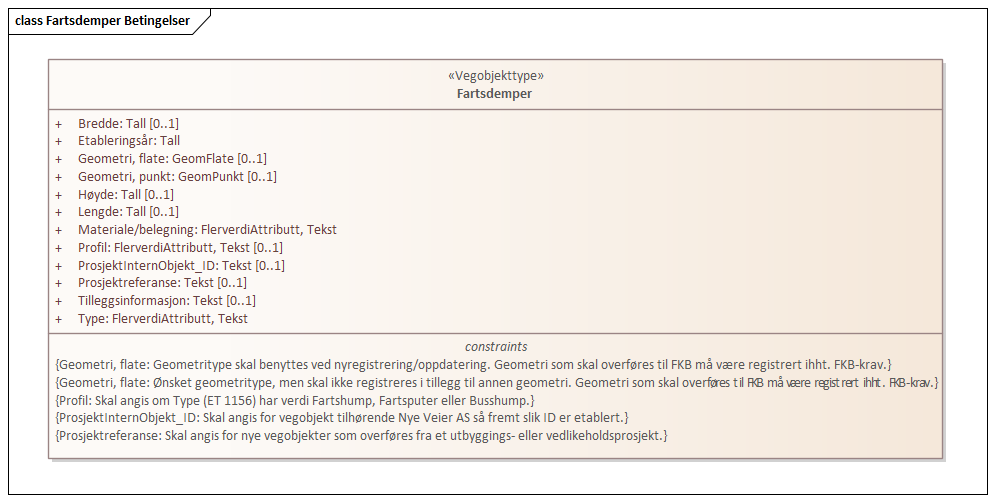 class Fartsdemper Betingelser
«Vegobjekttype»
Fartsdemper
+ Bredde: Tall [0..1]
+ Etableringsår: Tall
+ Geometri, flate: GeomFlate [0..1]
+ Geometri, punkt: GeomPunkt [0..1]
+ Høyde: Tall [0..1]
+ Lengde: Tall [0..1]
+ Materiale/belegning: FlerverdiAttributt, Tekst
+ Profil: FlerverdiAttributt, Tekst [0..1]
+ ProsjektInternObjekt_ID: Tekst [0..1]
+ Prosjektreferanse: Tekst [0..1]
+ Tilleggsinformasjon: Tekst [0..1]
+ Type: FlerverdiAttributt, Tekst
constraints
{Geometri, flate: Geometritype skal benyttes ved nyregistrering/oppdatering. Geometri som skal overføres til FKB må være registrert ihht. FKB-krav.}
{Geometri, flate: Ønsket geometritype, men skal ikke registreres i tillegg til annen geometri. Geometri som skal overføres til FKB må være registrert ihht. FKB-krav.}
{Profil: Skal angis om Type (ET 1156) har verdi Fartshump, Fartsputer eller Busshump.}
{ProsjektInternObjekt_ID: Skal angis for vegobjekt tilhørende Nye Veier AS så fremt slik ID er etablert.}
{Prosjektreferanse: Skal angis for nye vegobjekter som overføres fra et utbyggings- eller vedlikeholdsprosjekt.}